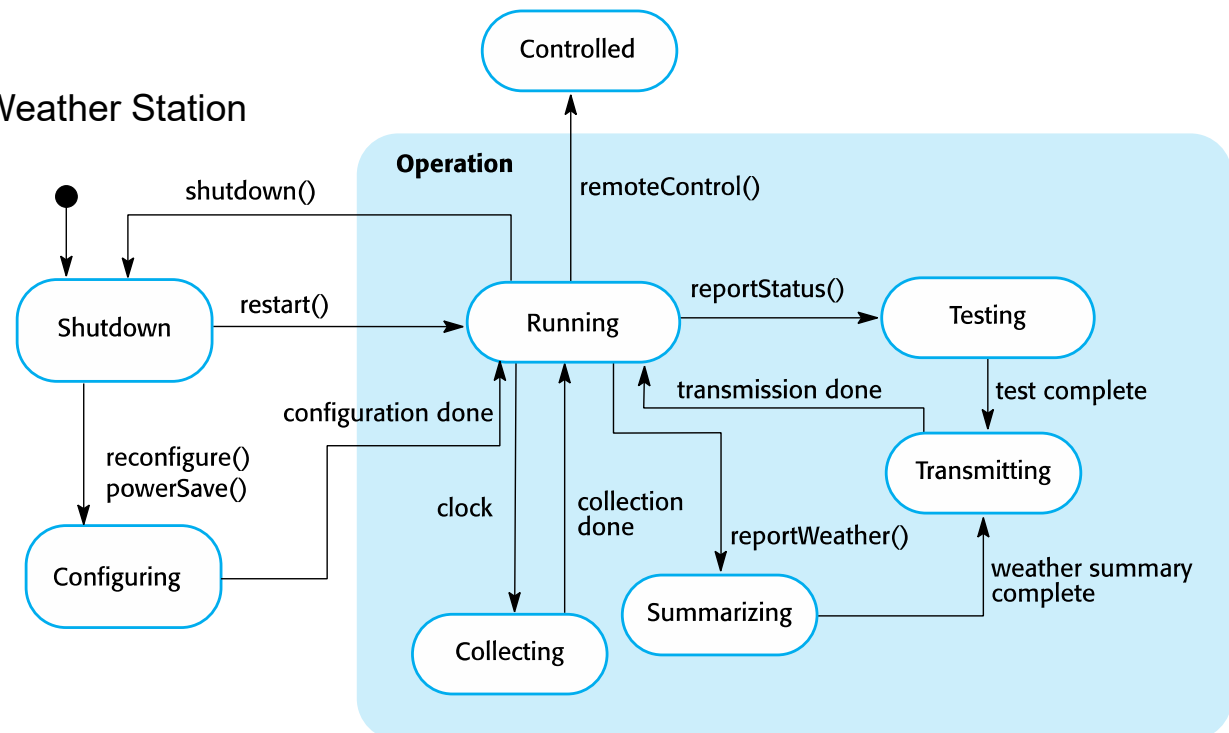 Controlled
Weather Station
Operation
shutdown()
remoteControl()
restart()
reportStatus()
Shutdown
Running
Testing
transmission done
test complete
configuration done
reconfigure()
powerSave()
Transmitting
clock
collection
done
reportWeather()
weather summary
complete
Configuring
Summarizing
Collecting